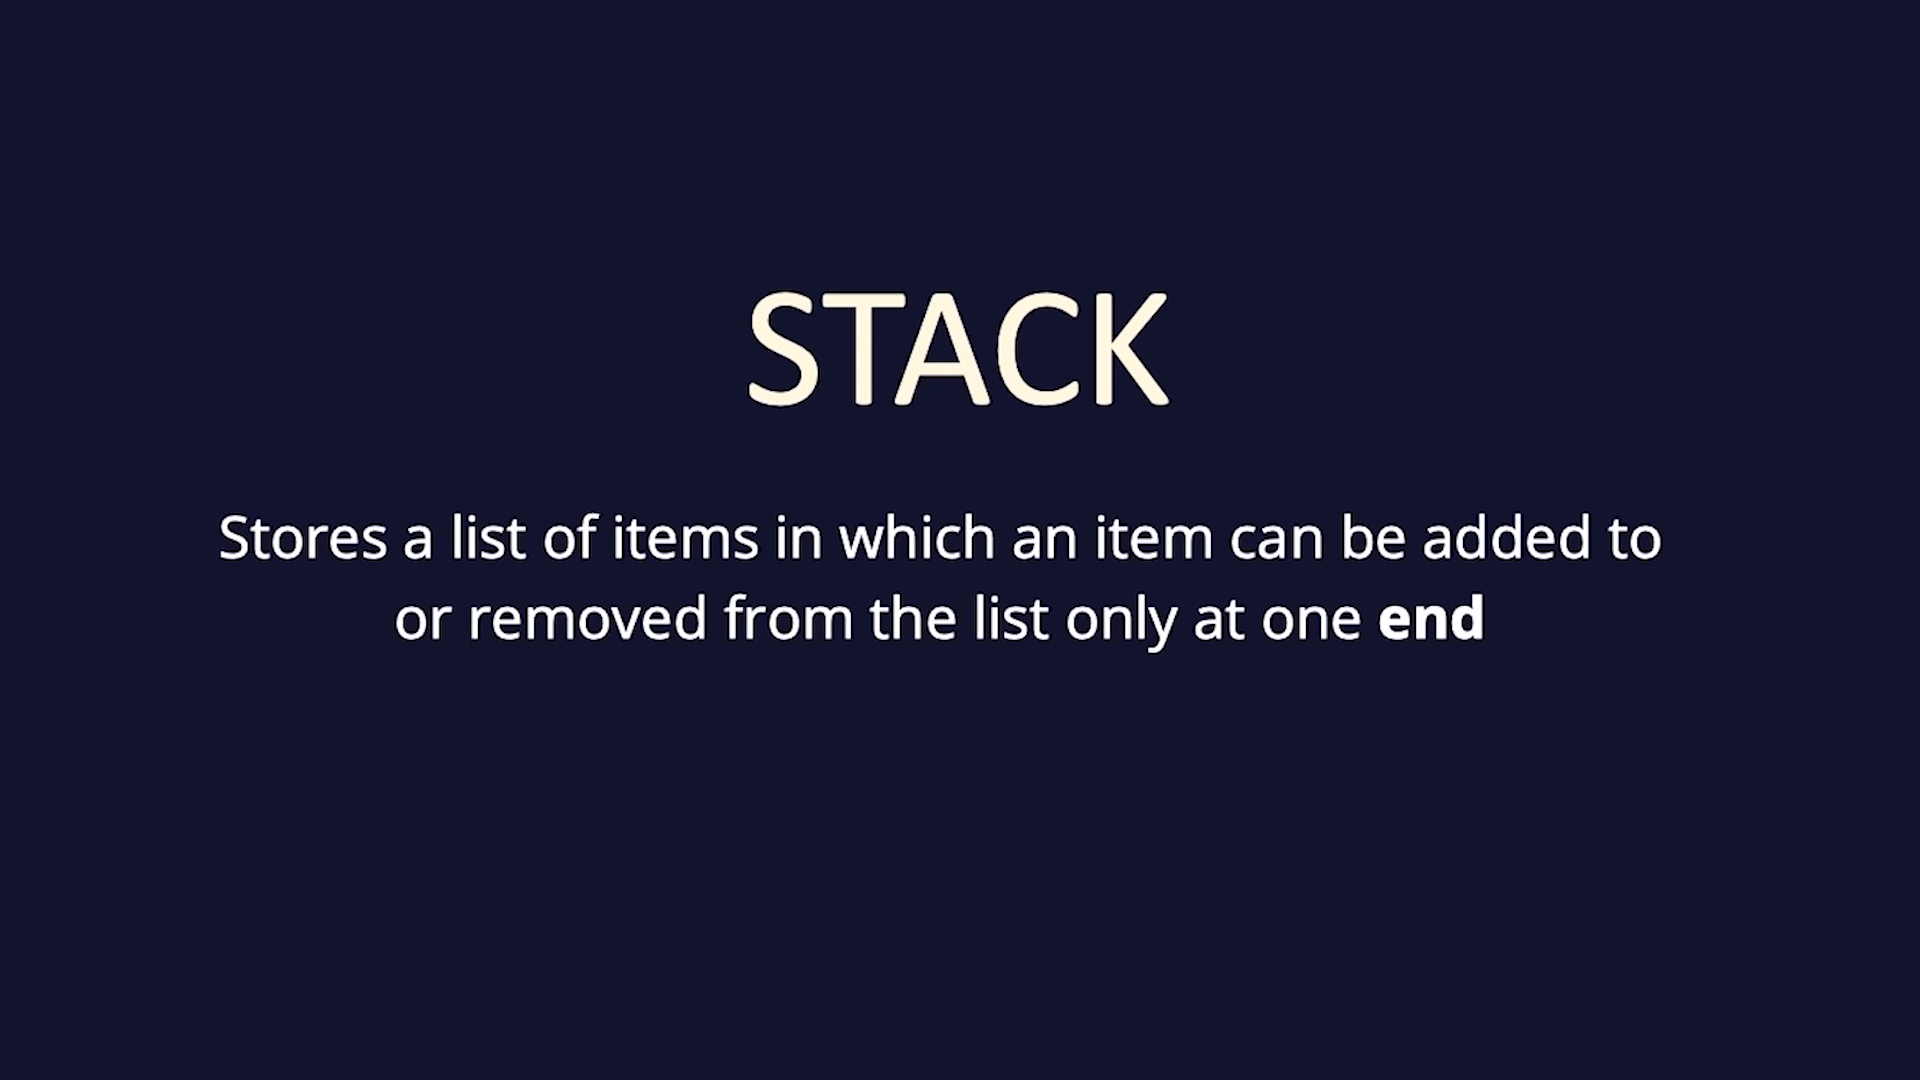 STACK
Stores a list of items in which an item can be added to
or removed from the list only at one end